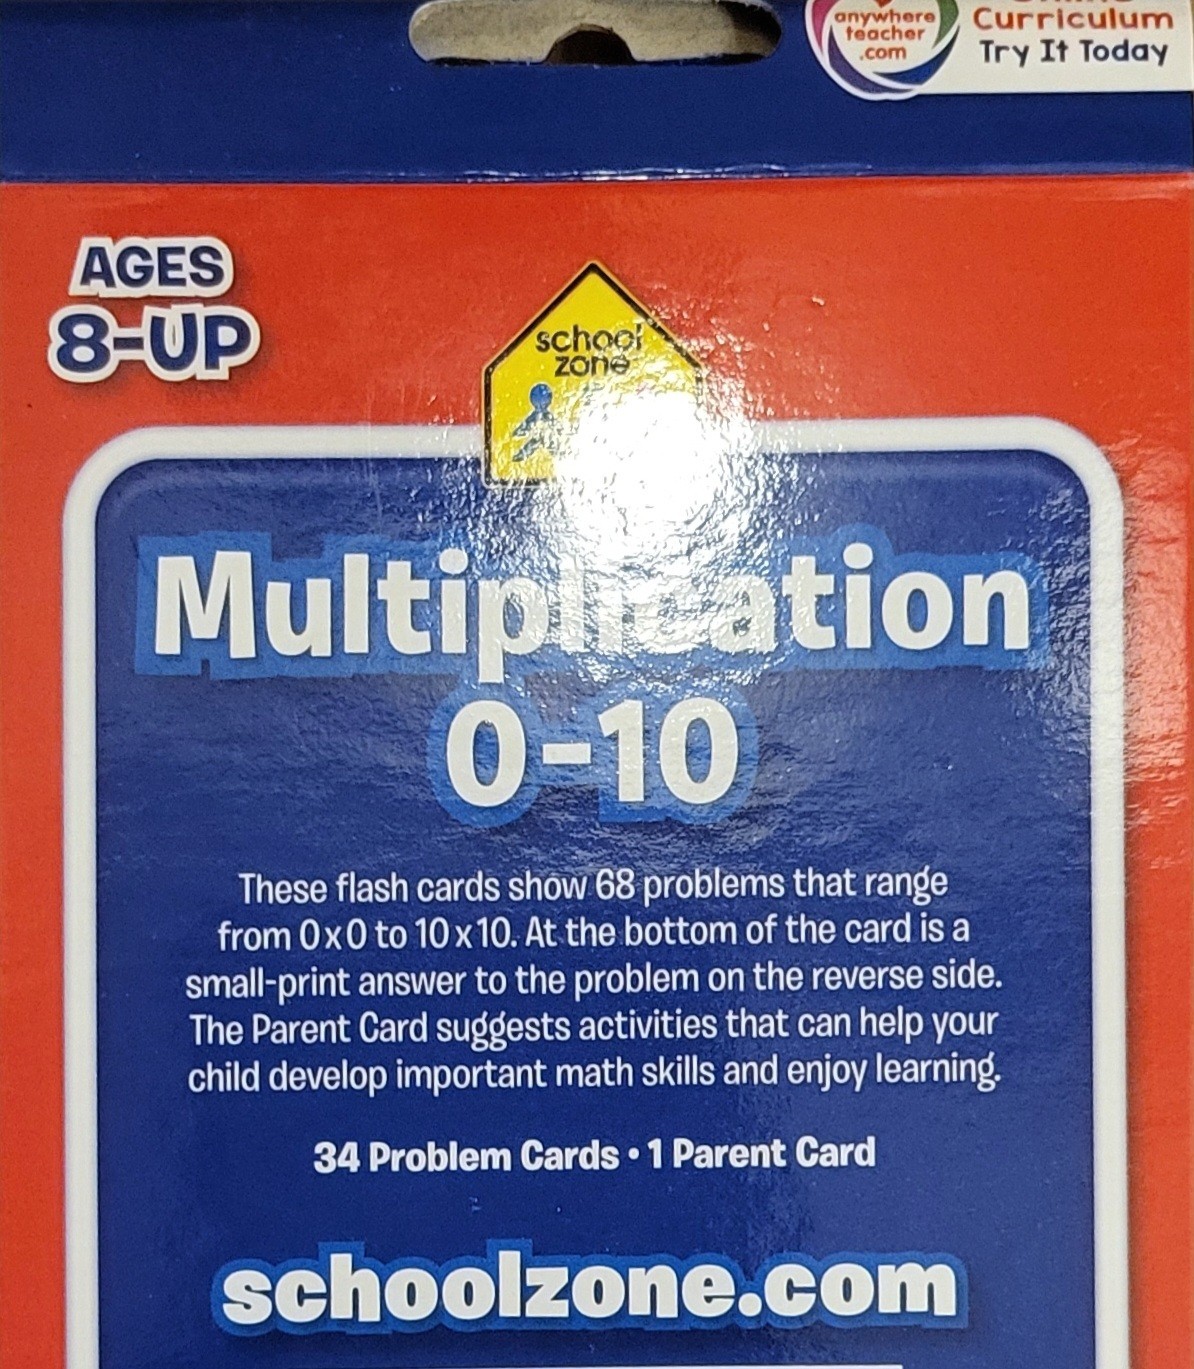 anywhere
teacher
.com
Curriculum
Try It Today
AGES
8-UP
school
zone
Multiplication
0-10
These flash cards show 68 problems that range
from 0x0 to 10x10. At the bottom of the card is a
small-print answer to the problem on the reverse side.
The Parent Card suggests activities that can help your
child develop important math skills and enjoy learning.
34 Problem Cards • 1 Parent Card
schoolzone.com